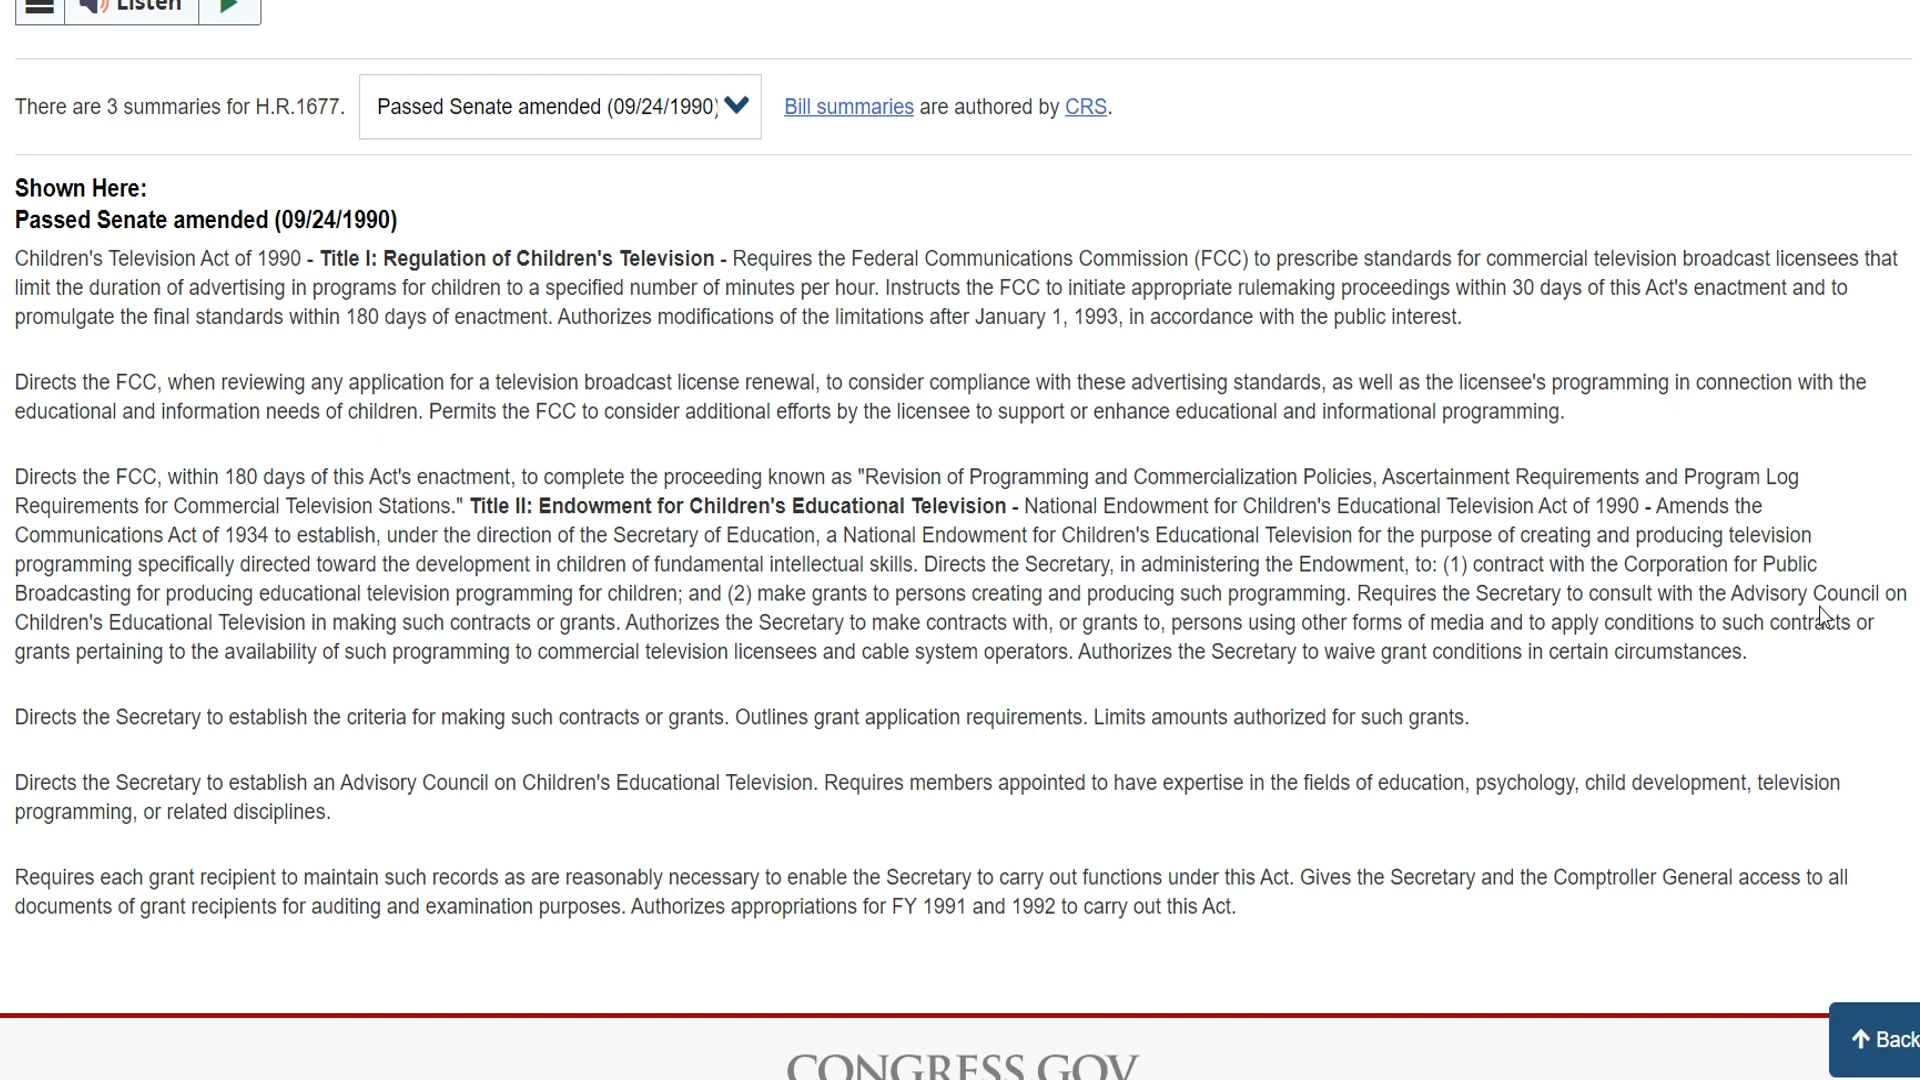 Listen
There are 3 summaries for H.R.1677. Passed Senate amended (09/24/1990) Bill summaries are authored by CRS.
Shown Here:
Passed Senate amended (09/24/1990)
Children's Television Act of 1990 - Title I: Regulation of Children's Television - Requires the Federal Communications Commission (FCC) to prescribe standards for commercial television broadcast licensees that
limit the duration of advertising in programs for children to a specified number of minutes per hour. Instructs the FCC to initiate appropriate rulemaking proceedings within 30 days of this Act's enactment and to
promulgate the final standards within 180 days of enactment. Authorizes modifications of the limitations after January 1, 1993, in accordance with the public interest.
Directs the FCC, when reviewing any application for a television broadcast license renewal, to consider compliance with these advertising standards, as well as the licensee's programming in connection with the
educational and information needs of children. Permits the FCC to consider additional efforts by the licensee to support or enhance educational and informational programming.
Directs the FCC, within 180 days of this Act's enactment, to complete the proceeding known as "Revision of Programming and Commercialization Policies, Ascertainment Requirements and Program Log
Requirements for Commercial Television Stations." Title II: Endowment for Children's Educational Television - National Endowment for Children's Educational Television Act of 1990 - Amends the
Communications Act of 1934 to establish, under the direction of the Secretary of Education, a National Endowment for Children's Educational Television for the purpose of creating and producing television
programming specifically directed toward the development in children of fundamental intellectual skills. Directs the Secretary, in administering the Endowment, to: (1) contract with the Corporation for Public
Broadcasting for producing educational television programming for children; and (2) make grants to persons creating and producing such programming. Requires the Secretary to consult with the Advisory Council on
Children's Educational Television in making such contracts or grants. Authorizes the Secretary to make contracts with, or grants to, persons using other forms of media and to apply conditions to such contracts or
grants pertaining to the availability of such programming to commercial television licensees and cable system operators. Authorizes the Secretary to waive grant conditions in certain circumstances.
Directs the Secretary to establish the criteria for making such contracts or grants. Outlines grant application requirements. Limits amounts authorized for such grants.
Directs the Secretary to establish an Advisory Council on Children's Educational Television. Requires members appointed to have expertise in the fields of education, psychology, child development, television
programming, or related disciplines.
Requires each grant recipient to maintain such records as are reasonably necessary to enable the Secretary to carry out functions under this Act. Gives the Secretary and the Comptroller General access to all
documents of grant recipients for auditing and examination purposes. Authorizes appropriations for FY 1991 and 1992 to carry out this Act.
Back
CONGRESS.GOV